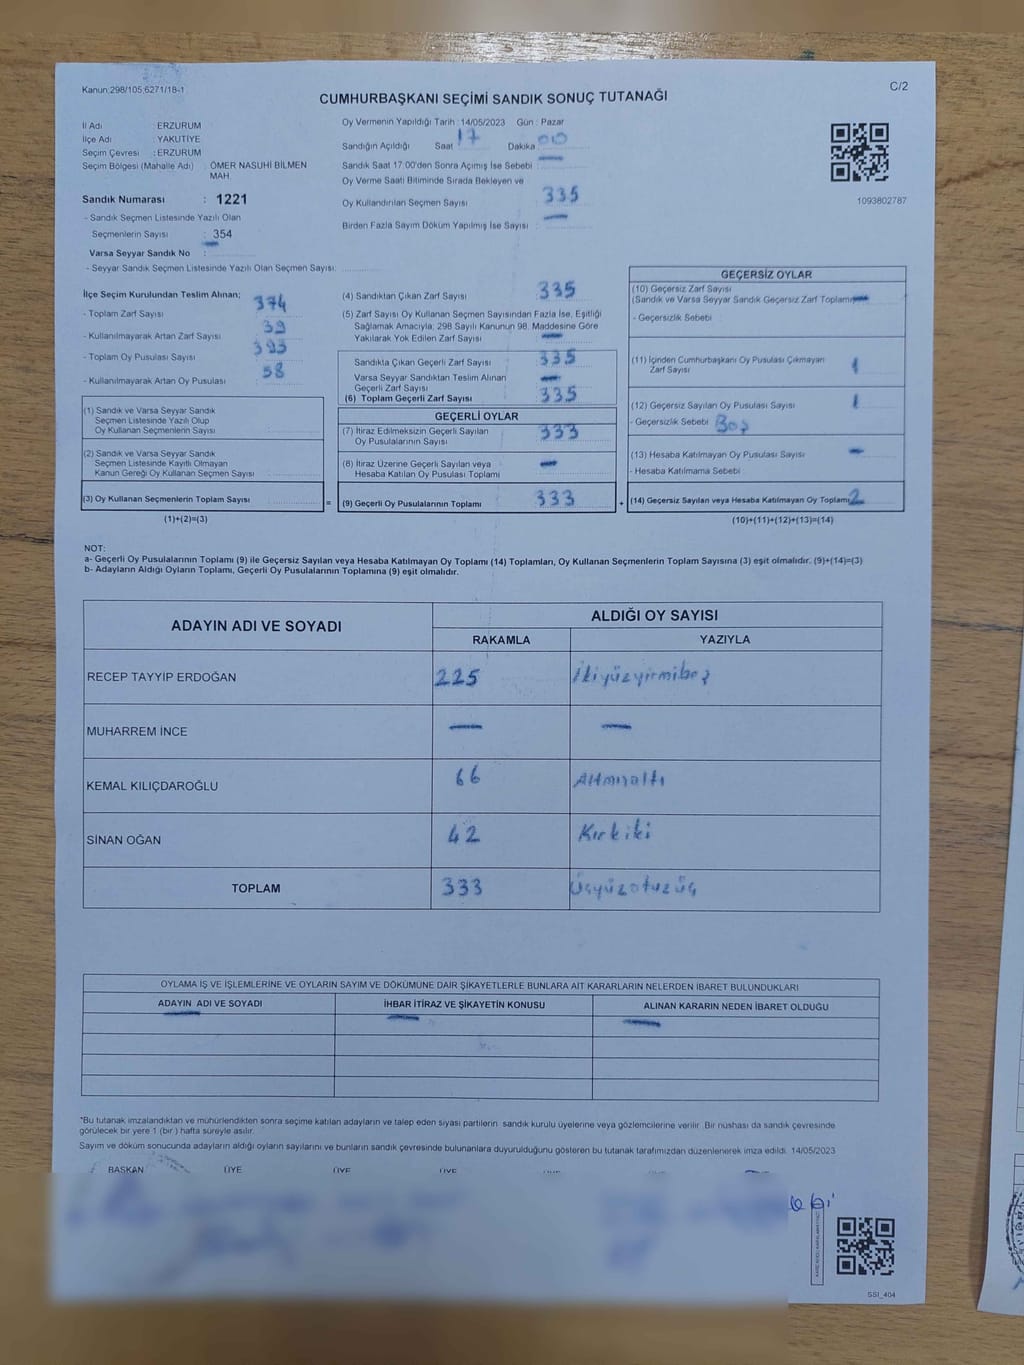 Kanun,298/105,6271/18-1
C/2
CUMHURBAŞKANI SEÇİMİ SANDIK SONUÇ TUTANAĞI
İl Adı : ERZURUM
İlçe Adı : YAKUTİYE
Seçim Çevresi : ERZURUM
Seçim Bölgesi (Mahalle Adı) : ÖMER NASUHİ BİLMEN
MAH.
Sandık Numarası : 1221
- Sandık Seçmen Listesinde Yazılı Olan
Seçmenlerin Sayısı : 354
Varsa Seyyar Sandık No : —
- Seyyar Sandık Seçmen Listesinde Yazılı Olan Seçmen Sayısı:
Oy Vermenin Yapıldığı Tarih : 14/05/2023 Gün : Pazar
Sandığın Açıldığı Saat 17 Dakika 00
Sandık Saat 17:00'den Sonra Açımış İse Sebebi : —
Oy Verme Saati Bitiminde Sırada Bekleyen ve
Oy Kullandırılan Seçmen Sayısı : 335
Birden Fazla Sayım Döküm Yapılmış İse Sayısı : —
1093802787
İlçe Seçim Kurulundan Teslim Alınan;
- Toplam Zarf Sayısı 374
- Kullanılmayarak Artan Zarf Sayısı 39
- Toplam Oy Pusulası Sayısı 393
- Kullanılmayarak Artan Oy Pusulası 58
(1) Sandık ve Varsa Seyyar Sandık
Seçmen Listesinde Yazılı Olup
Oy Kullanan Seçmenlerin Sayısı
(2) Sandık ve Varsa Seyyar Sandık
Seçmen Listesinde Kayıtlı Olmayan
Kanun Gereği Oy Kullanan Seçmen Sayısı
(3) Oy Kullanan Seçmenlerin Toplam Sayısı
(1)+(2)=(3)
=
(4) Sandıktan Çıkan Zarf Sayısı 335
(5) Zarf Sayısı Oy Kullanan Seçmen Sayısından Fazla İse, Eşitliği
Sağlamak Amacıyla; 298 Sayılı Kanunun 98. Maddesine Göre
Yakılarak Yok Edilen Zarf Sayısı —
Sandıkta Çıkan Geçerli Zarf Sayısı 335
Varsa Seyyar Sandıktan Teslim Alınan
Geçerli Zarf Sayısı —
(6) Toplam Geçerli Zarf Sayısı 335
GEÇERLİ OYLAR
(7) İtiraz Edilmeksizin Geçerli Sayılan
Oy Pusulalarının Sayısı 333
(8) İtiraz Üzerine Geçerli Sayılan veya
Hesaba Katılan Oy Pusulası Toplamı —
(9) Geçerli Oy Pusulalarının Toplamı 333
+
GEÇERSİZ OYLAR
(10) Geçersiz Zarf Sayısı
(Sandık ve Varsa Seyyar Sandık Geçersiz Zarf Toplamı) —
- Geçersizlik Sebebi :
(11) İçinden Cumhurbaşkanı Oy Pusulası Çıkmayan
Zarf Sayısı 1
(12) Geçersiz Sayılan Oy Pusulası Sayısı 1
- Geçersizlik Sebebi : Boş
(13) Hesaba Katılmayan Oy Pusulası Sayısı —
- Hesaba Katılmama Sebebi :
(14) Geçersiz Sayılan veya Hesaba Katılmayan Oy Toplamı 2
(10)+(11)+(12)+(13)=(14)
NOT:
a- Geçerli Oy Pusulalarının Toplamı (9) ile Geçersiz Sayılan veya Hesaba Katılmayan Oy Toplamı (14) Toplamları, Oy Kullanan Seçmenlerin Toplam Sayısına (3) eşit olmalıdır. (9)+(14)=(3)
b- Adayların Aldığı Oyların Toplamı, Geçerli Oy Pusulalarının Toplamına (9) eşit olmalıdır.
ADAYIN ADI VE SOYADI ALDIĞI OY SAYISI
RAKAMLA YAZIYLA
RECEP TAYYİP ERDOĞAN 225 İkiyüzyirmibeş
MUHARREM İNCE — —
KEMAL KILIÇDAROĞLU 66 Altmışaltı
SİNAN OĞAN 42 Kırkiki
TOPLAM 333 Üçyüzotuzüç
OYLAMA İŞ VE İŞLEMLERİNE VE OYLARIN SAYIM VE DÖKÜMÜNE DAİR ŞİKAYETLERLE BUNLARA AİT KARARLARIN NELERDEN İBARET BULUNDUKLARI
ADAYIN ADI VE SOYADI İHBAR İTİRAZ VE ŞİKAYETİN KONUSU ALINAN KARARIN NEDEN İBARET OLDUĞU
— — —
*Bu tutanak imzalandıktan ve mühürlendikten sonra seçime katılan adayların ve talep eden siyasi partilerin sandık kurulu üyelerine veya gözlemcilerine verilir. Bir nushası da sandık çevresinde
görülecek bir yere 1 (bir ) hafta süreyle asılır.
Sayım ve döküm sonucunda adayların aldığı oyların sayılarını ve bunların sandık çevresinde bulunanlara duyurulduğunu gösteren bu tutanak tarafımızdan düzenlenerek imza edildi. 14/05/2023
BAŞKAN ÜYE ÜYE ÜYE
SSI_404